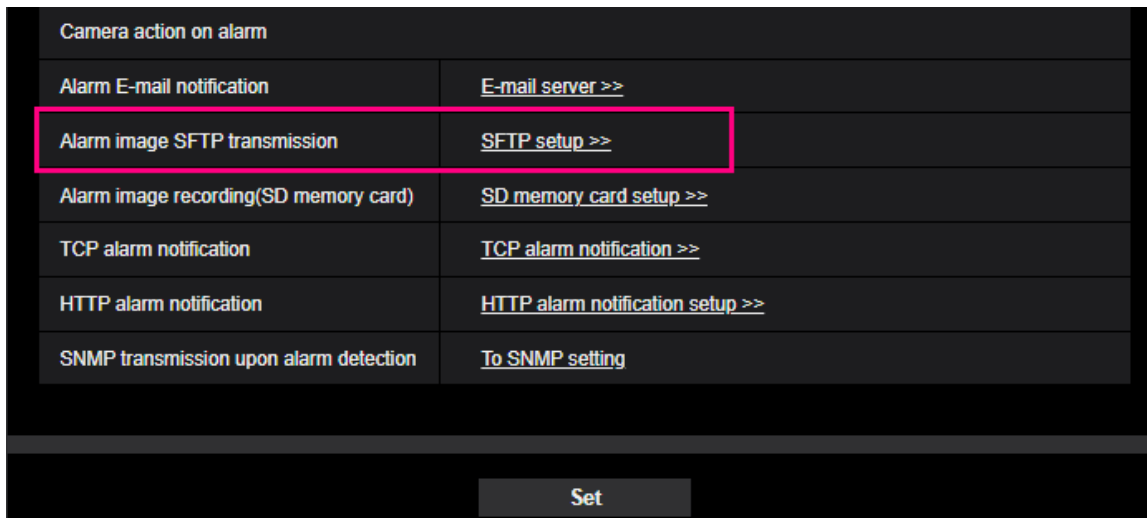 Camera action on alarm
Alarm E-mail notification
E-mail server >>
Alarm image SFTP transmission
SFTP setup >>
Alarm image recording(SD memory card)
SD memory card setup >>
TCP alarm notification
TCP alarm notification >>
HTTP alarm notification
HTTP alarm notification setup >>
SNMP transmission upon alarm detection
To SNMP setting
Set